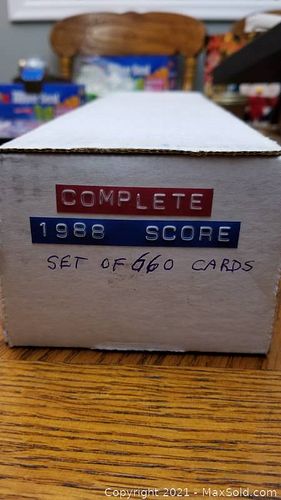 COMPLETE
1988 SCORE
SET OF 660 CARDS
Copyright 2021 - MaxSold.com